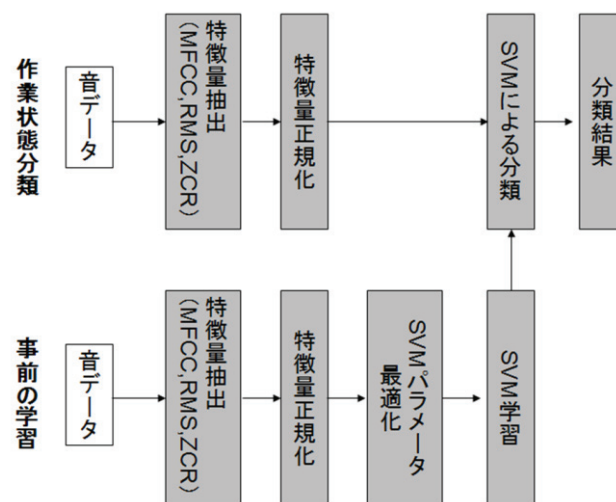 作業状態分類
音データ
特徴量抽出
(MFCC,RMS,ZCR)
特徴量正規化
SVMによる分類
分類結果
事前の学習
音データ
特徴量抽出
(MFCC,RMS,ZCR)
特徴量正規化
SVMパラメータ
最適化
SVM学習